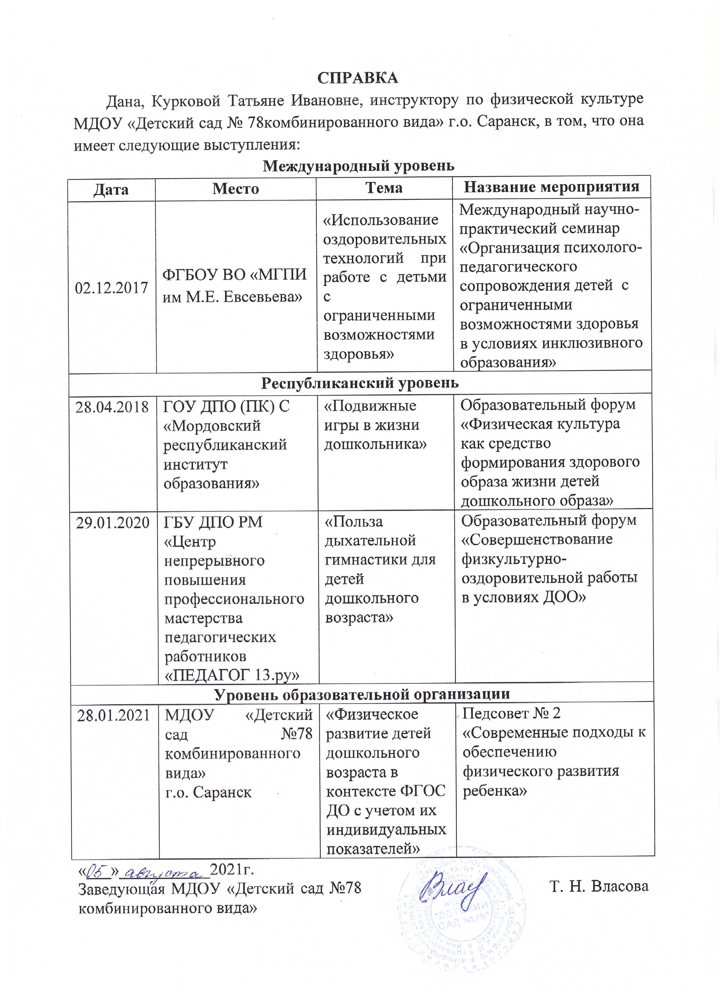 СПРАВКА
Дана, Курковой Татьяне Ивановне, инструктору по физической культуре
МДОУ «Детский сад № 78комбинированного вида» г.о. Саранск, в том, что она
имеет следующие выступления:
Международный уровень
Дата Место Тема Название мероприятия
02.12.2017
ФГБОУ ВО «МГПИ
им М.Е. Евсевьева»
«Использование
оздоровительных
технологий при
работе с детьми
с
ограниченными
возможностями
здоровья»
Международный научно-
практический семинар
«Организация психолого-
педагогического
сопровождения детей с
ограниченными
возможностями здоровья
в условиях инклюзивного
образования»
Республиканский уровень
28.04.2018
ГОУ ДПО (ПК) С
«Мордовский
республиканский
институт
образования»
«Подвижные
игры в жизни
дошкольника»
Образовательный форум
«Физическая культура
как средство
формирования здорового
образа жизни детей
дошкольного образа»
29.01.2020
ГБУ ДПО РМ
«Центр
непрерывного
повышения
профессионального
мастерства
педагогических
работников
«ПЕДАГОГ 13.ру»
«Польза
дыхательной
гимнастики для
детей
дошкольного
возраста»
Образовательный форум
«Совершенствование
физкультурно-
оздоровительной работы
в условиях ДОО»
Уровень образовательной организации
28.01.2021
МДОУ «Детский
сад №78
комбинированного
вида»
г.о. Саранск
«Физическое
развитие детей
дошкольного
возраста в
контексте ФГОС
ДО с учетом их
индивидуальных
показателей»
Педсовет № 2
«Современные подходы к
обеспечению
физического развития
ребенка»
«05» августа 2021г.
Заведующая МДОУ «Детский сад №78
комбинированного вида»
Влас
Т. Н. Власова
МДОУ
"ДЕТСКИЙ
САД №78"